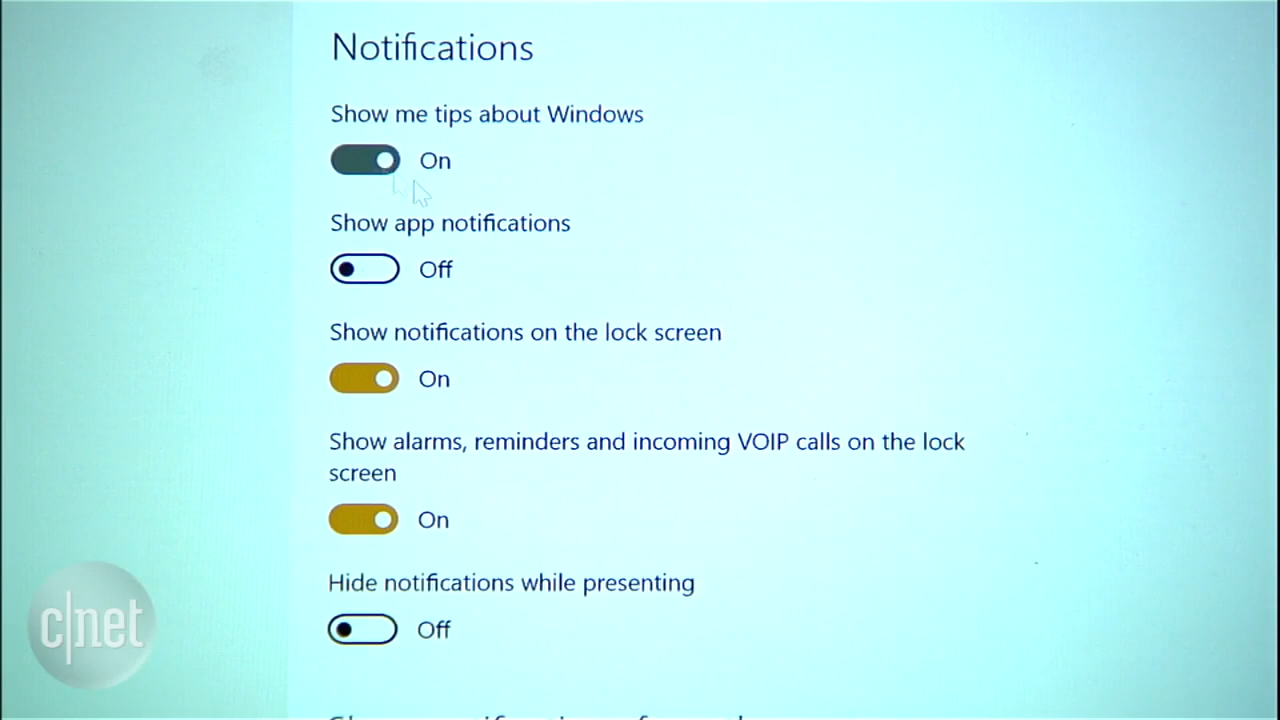 Notifications
Show me tips about Windows
On
Show app notifications
Off
Show notifications on the lock screen
On
Show alarms, reminders and incoming VOIP calls on the lock
screen
On
Hide notifications while presenting
Off
c|net